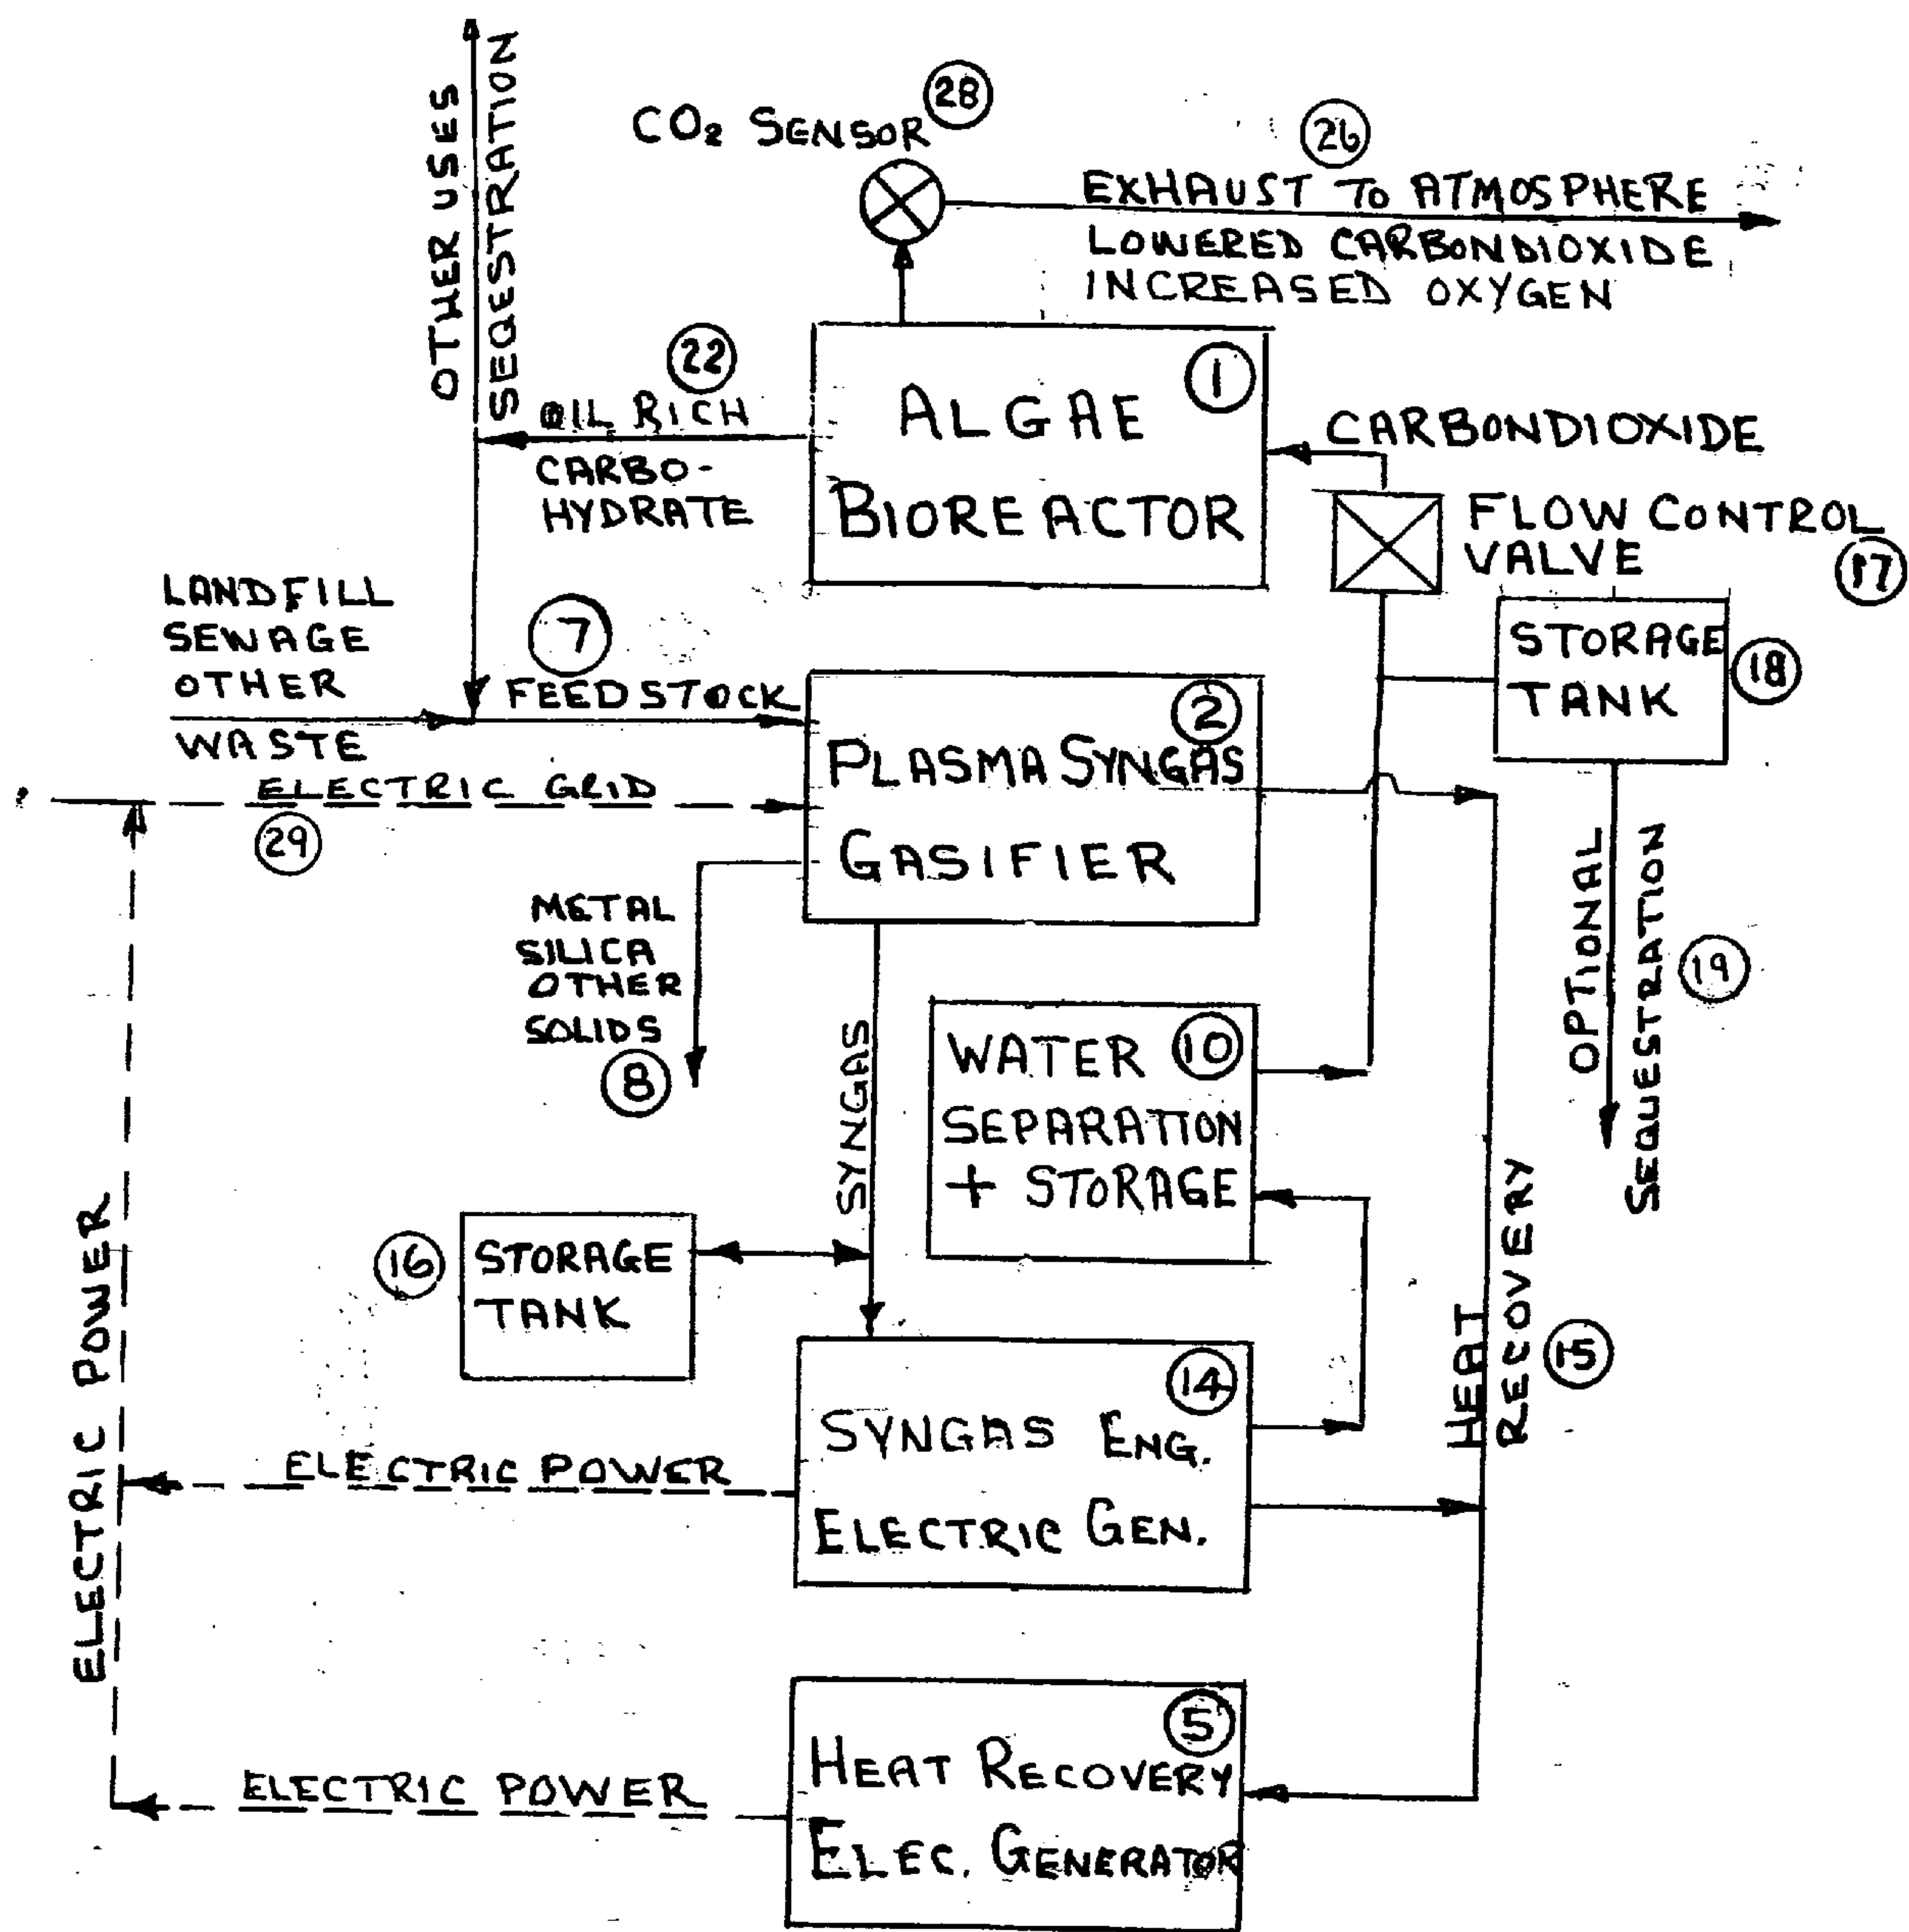 OTHER USES
SEQESTRATION
CO₂ SENSOR
28
26
EXHAUST TO ATMOSPHERE
LOWERED CARBONDIOXIDE
INCREASED OXYGEN
22
OIL RICH
CARBO-
HYDRATE
1
ALGAE
BIOREACTOR
CARBONDIOXIDE
FLOW CONTROL
VALVE
17
STORAGE
TANK
18
LANDFILL
SEWAGE
OTHER
WASTE
7
FEEDSTOCK
ELECTRIC GRID
29
2
PLASMA SYNGAS
GASIFIER
METAL
SILICA
OTHER
SOLIDS
8
SYNGAS
10
WATER
SEPARATION
+ STORAGE
OPTIONAL
SEQUESTRATION
19
16
STORAGE
TANK
HEAT
RECOVERY
15
14
SYNGAS ENG.
ELECTRIC GEN.
ELECTRIC POWER
ELECTRIC POWER
5
HEAT RECOVERY
ELEC. GENERATOR
ELECTRIC POWER